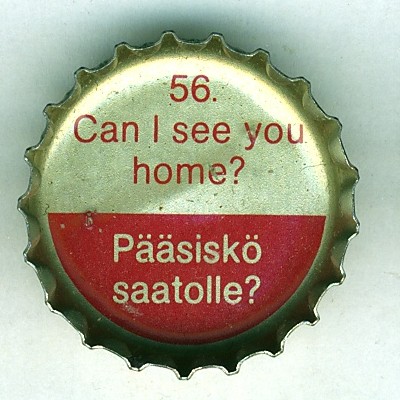 56.
Can I see you
home?
Pääsiskö
saatolle?